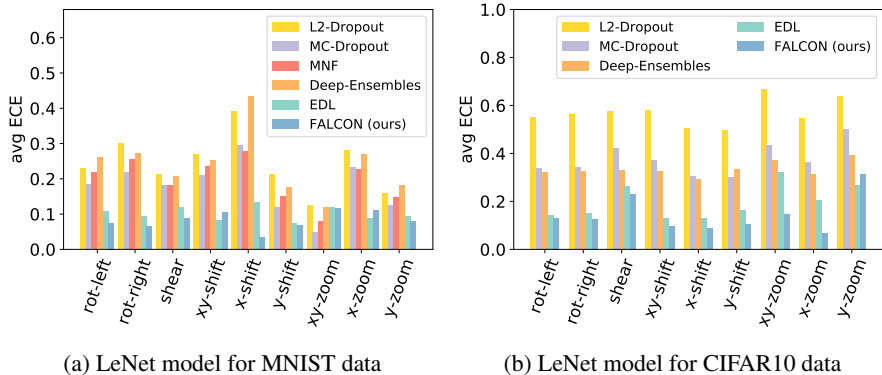 avg ECE
0.6
0.5
0.4
0.3
0.2
0.1
0.0
L2-Dropout
MC-Dropout
MNF
Deep-Ensembles
EDL
FALCON (ours)
rot-left
rot-right
shear
xy-shift
x-shift
y-shift
xy-zoom
x-zoom
y-zoom
(a) LeNet model for MNIST data
avg ECE
1.0
0.8
0.6
0.4
0.2
0.0
L2-Dropout
MC-Dropout
Deep-Ensembles
EDL
FALCON (ours)
rot-left
rot-right
shear
xy-shift
x-shift
y-shift
xy-zoom
x-zoom
y-zoom
(b) LeNet model for CIFAR10 data